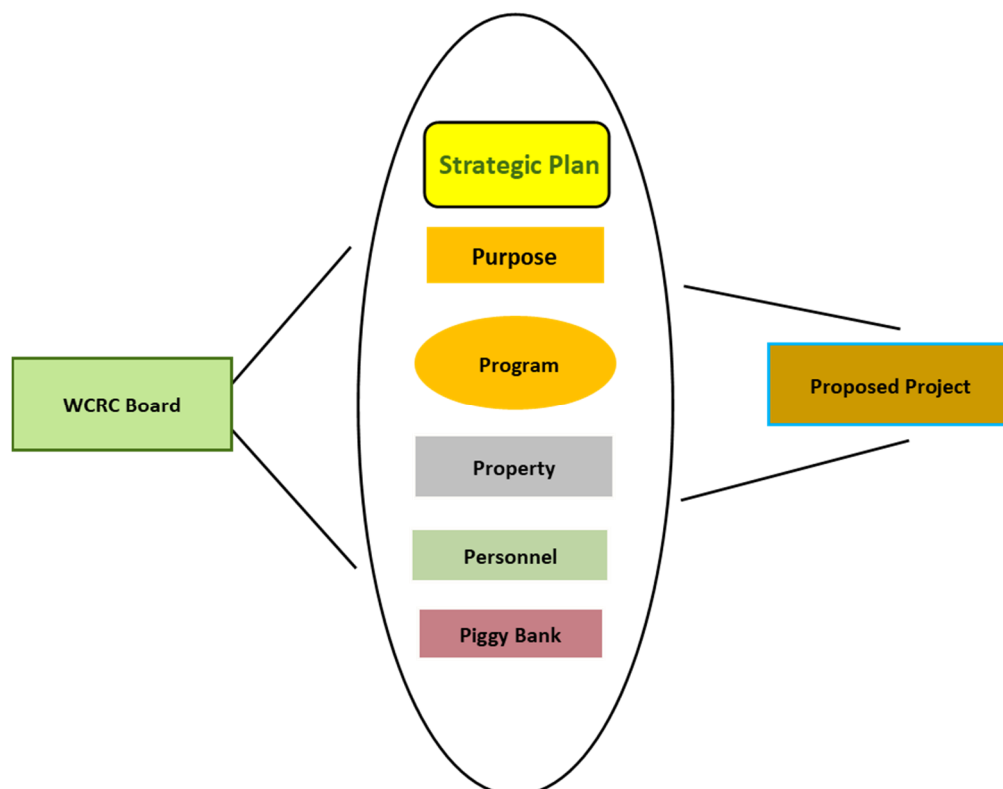 Strategic Plan
Purpose
Program
WCRC Board
Proposed Project
Property
Personnel
Piggy Bank